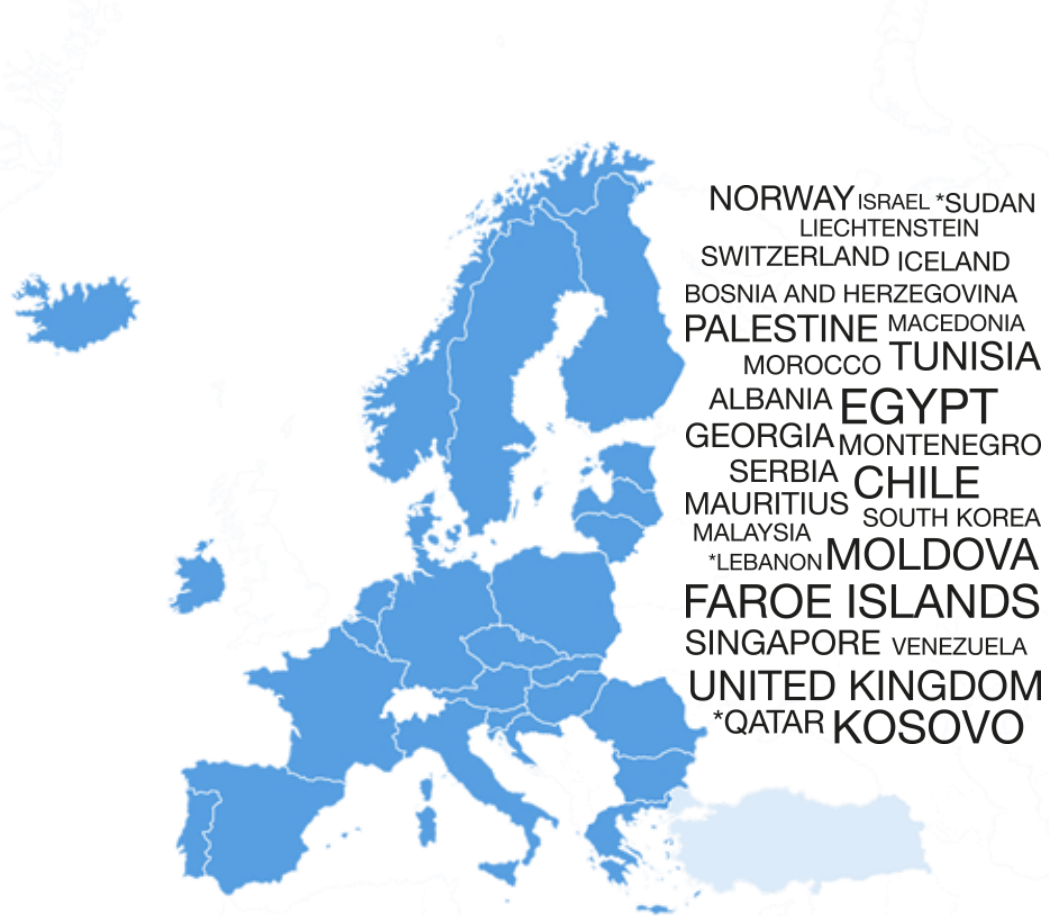 NORWAY ISRAEL *SUDAN
LIECHTENSTEIN
SWITZERLAND ICELAND
BOSNIA AND HERZEGOVINA
PALESTINE MACEDONIA
MOROCCO TUNISIA
ALBANIA EGYPT
GEORGIA MONTENEGRO
SERBIA CHILE
MAURITIUS SOUTH KOREA
MALAYSIA
*LEBANON MOLDOVA
FAROE ISLANDS
SINGAPORE VENEZUELA
UNITED KINGDOM
*QATAR KOSOVO